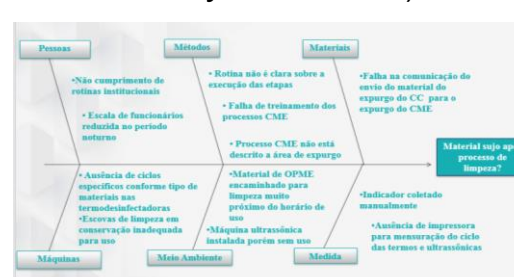 Pessoas
Métodos
Materiais
•Não cumprimento de
rotinas institucionais
• Escala de funcionários
reduzida no período
noturno
• Rotina não é clara sobre a
execução das etapas
• Falha de treinamento dos
processos CME
• Processo CME não está
descrito a área de expurgo
•Falha na comunicação do
envio do material do
expurgo do CC para o
expurgo do CME
Material sujo apó
processo de
limpeza?
• Ausência de ciclos
específicos conforme tipo de
materiais nas
termodesinfectadoras
•Escovas de limpeza em
conservação inadequada
para uso
•Material de OPME
encaminhado para
limpeza muito
próximo do horário de
uso
•Máquina ultrassônica
instalada porém sem uso
•Indicador coletado
manualmente
•Ausência de impressora
para mensuração do ciclo
das termos e ultrassônicas
Máquinas
Meio Ambiente
Medida